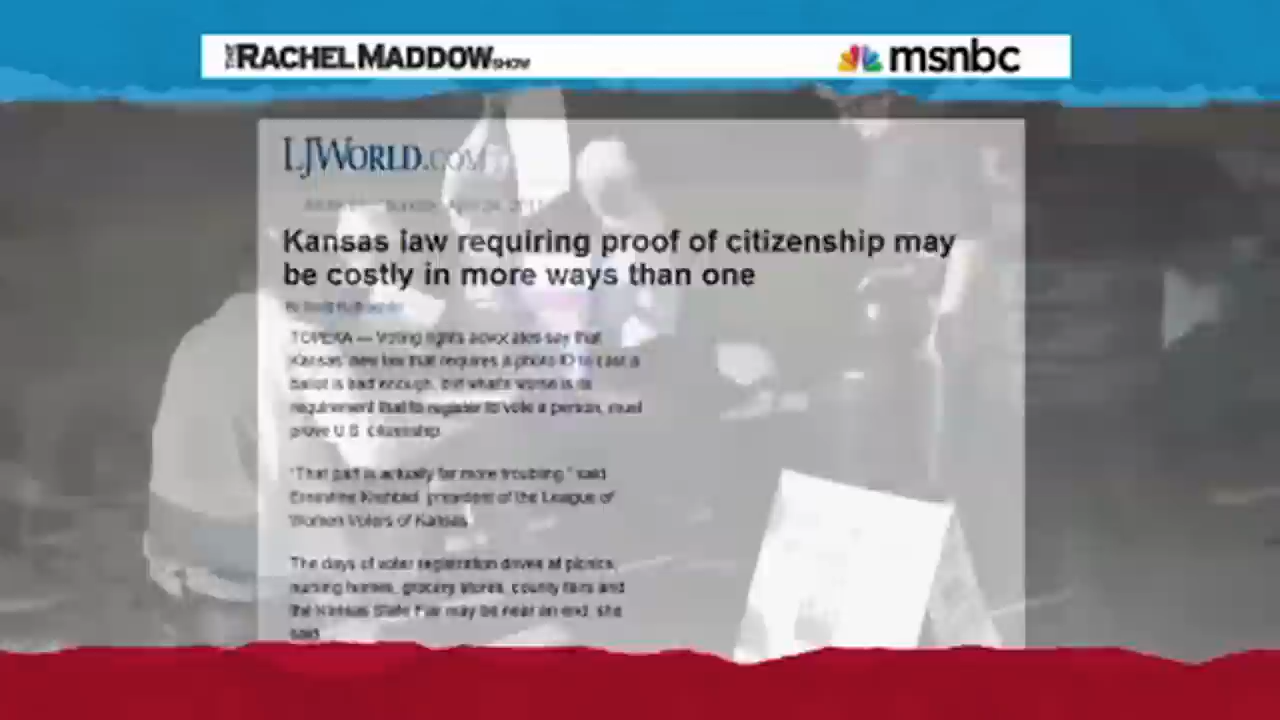 THE RACHEL MADDOW SHOW
msnbc
LJWORLD.COM
Kansas law requiring proof of citizenship may
be costly in more ways than one
TOPEKA — Voting rights advocates say that
Kansas' new law that requires a photo ID to cast a
ballot is bad enough, but what's worse is its
requirement that to register to vote a person, must
prove U.S. citizenship.
"That part is actually far more troubling," said
president of the League of
Women Voters of Kansas.
The days of voter registration drives at picnics,
nursing homes, grocery stores, county fairs and
the Kansas State Fair may be near an end, she
said.